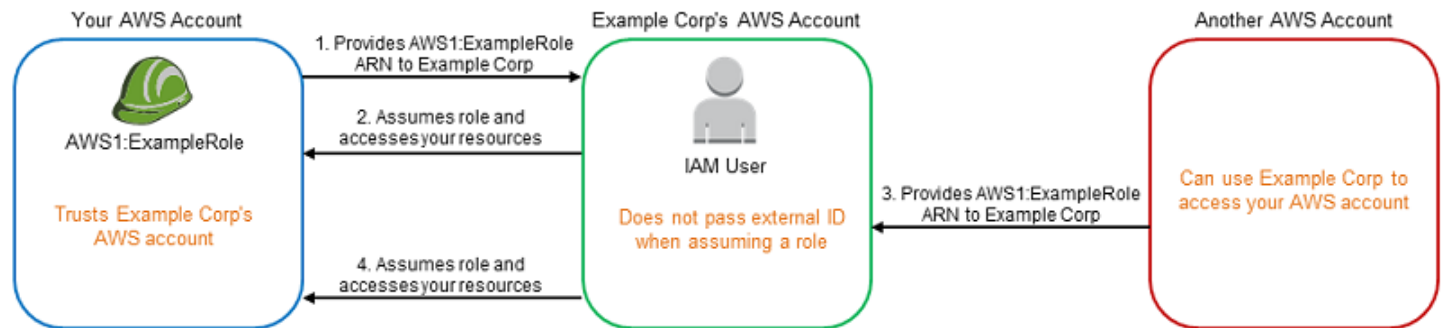 Your AWS Account
Example Corp's AWS Account
Another AWS Account
1. Provides AWS1:ExampleRole
ARN to Example Corp
2. Assumes role and
accesses your resources
AWS1:ExampleRole
IAM User
Trusts Example Corp's
AWS account
Does not pass external ID
when assuming a role
3. Provides AWS1:ExampleRole
ARN to Example Corp
Can use Example Corp to
access your AWS account
4. Assumes role and
accesses your resources